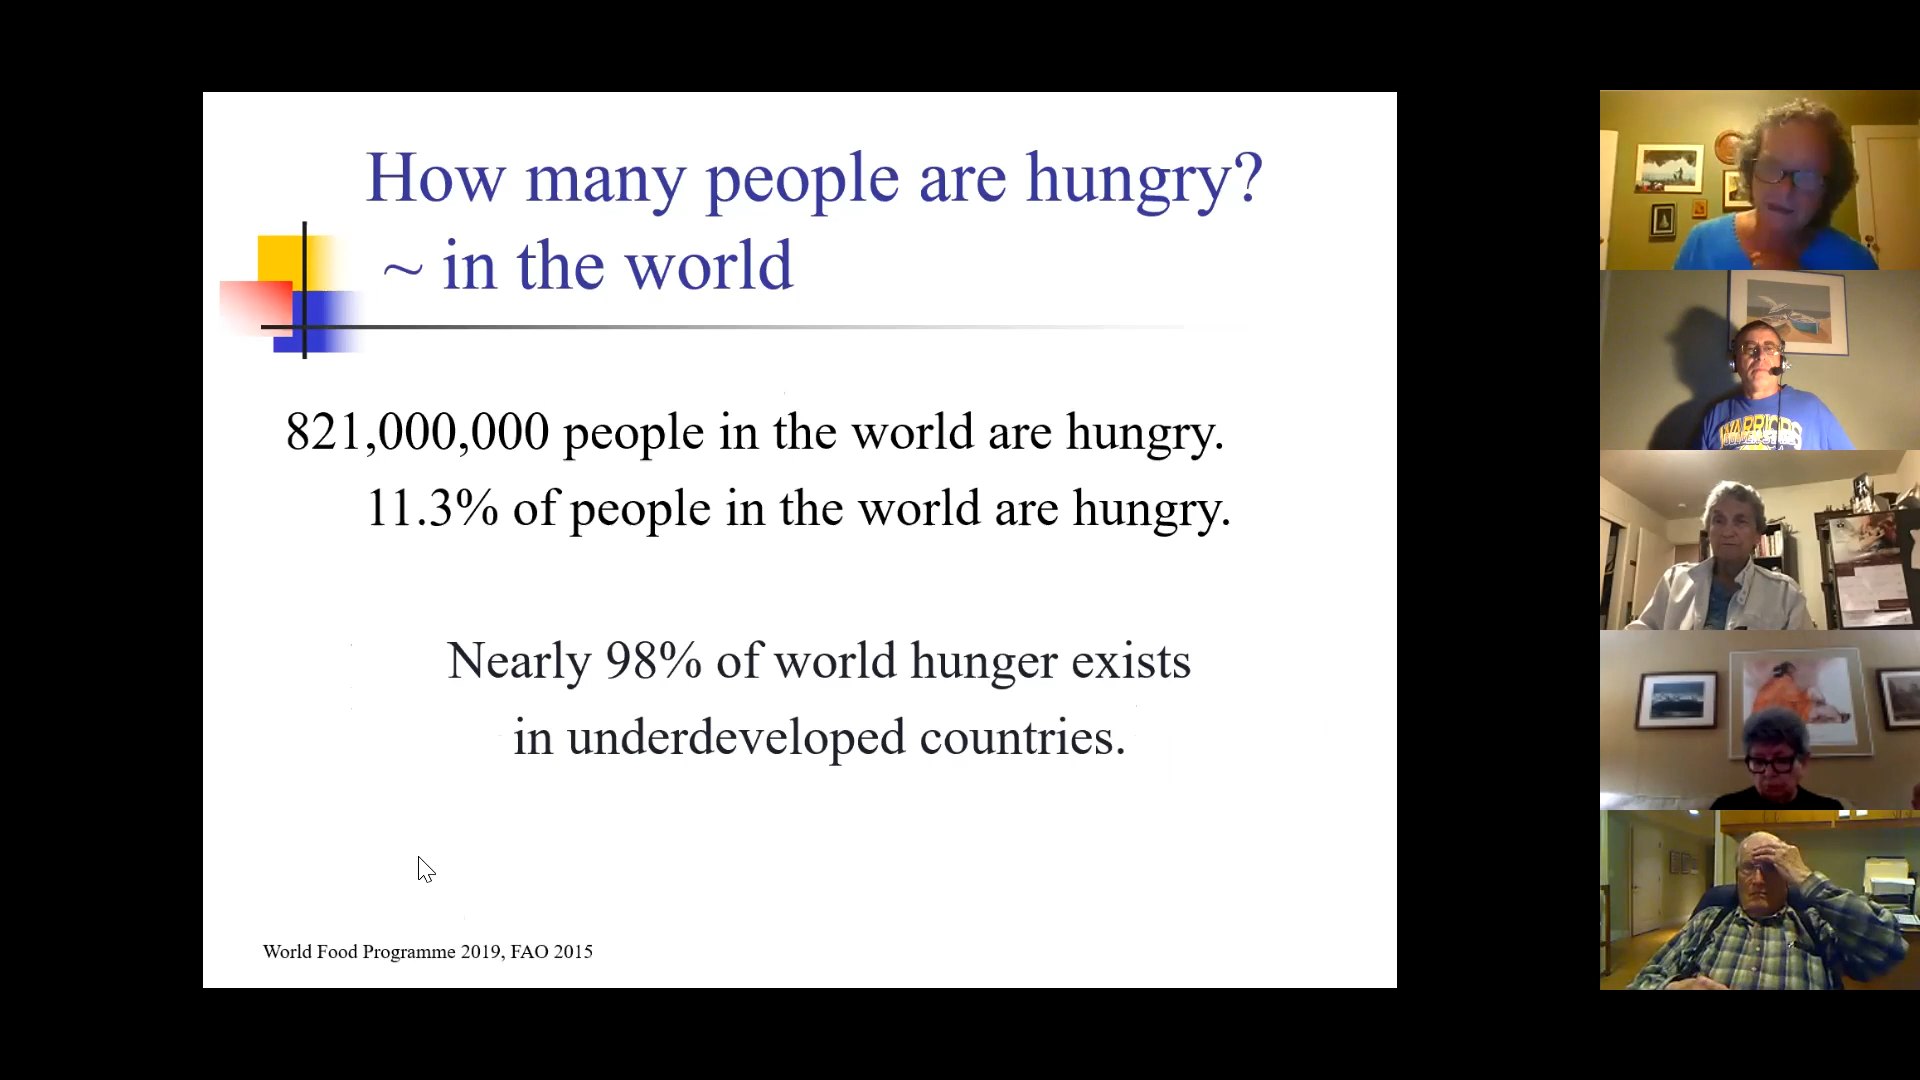 How many people are hungry?
~ in the world
821,000,000 people in the world are hungry.
11.3% of people in the world are hungry.
Nearly 98% of world hunger exists
in underdeveloped countries.
World Food Programme 2019, FAO 2015
WARRIORS